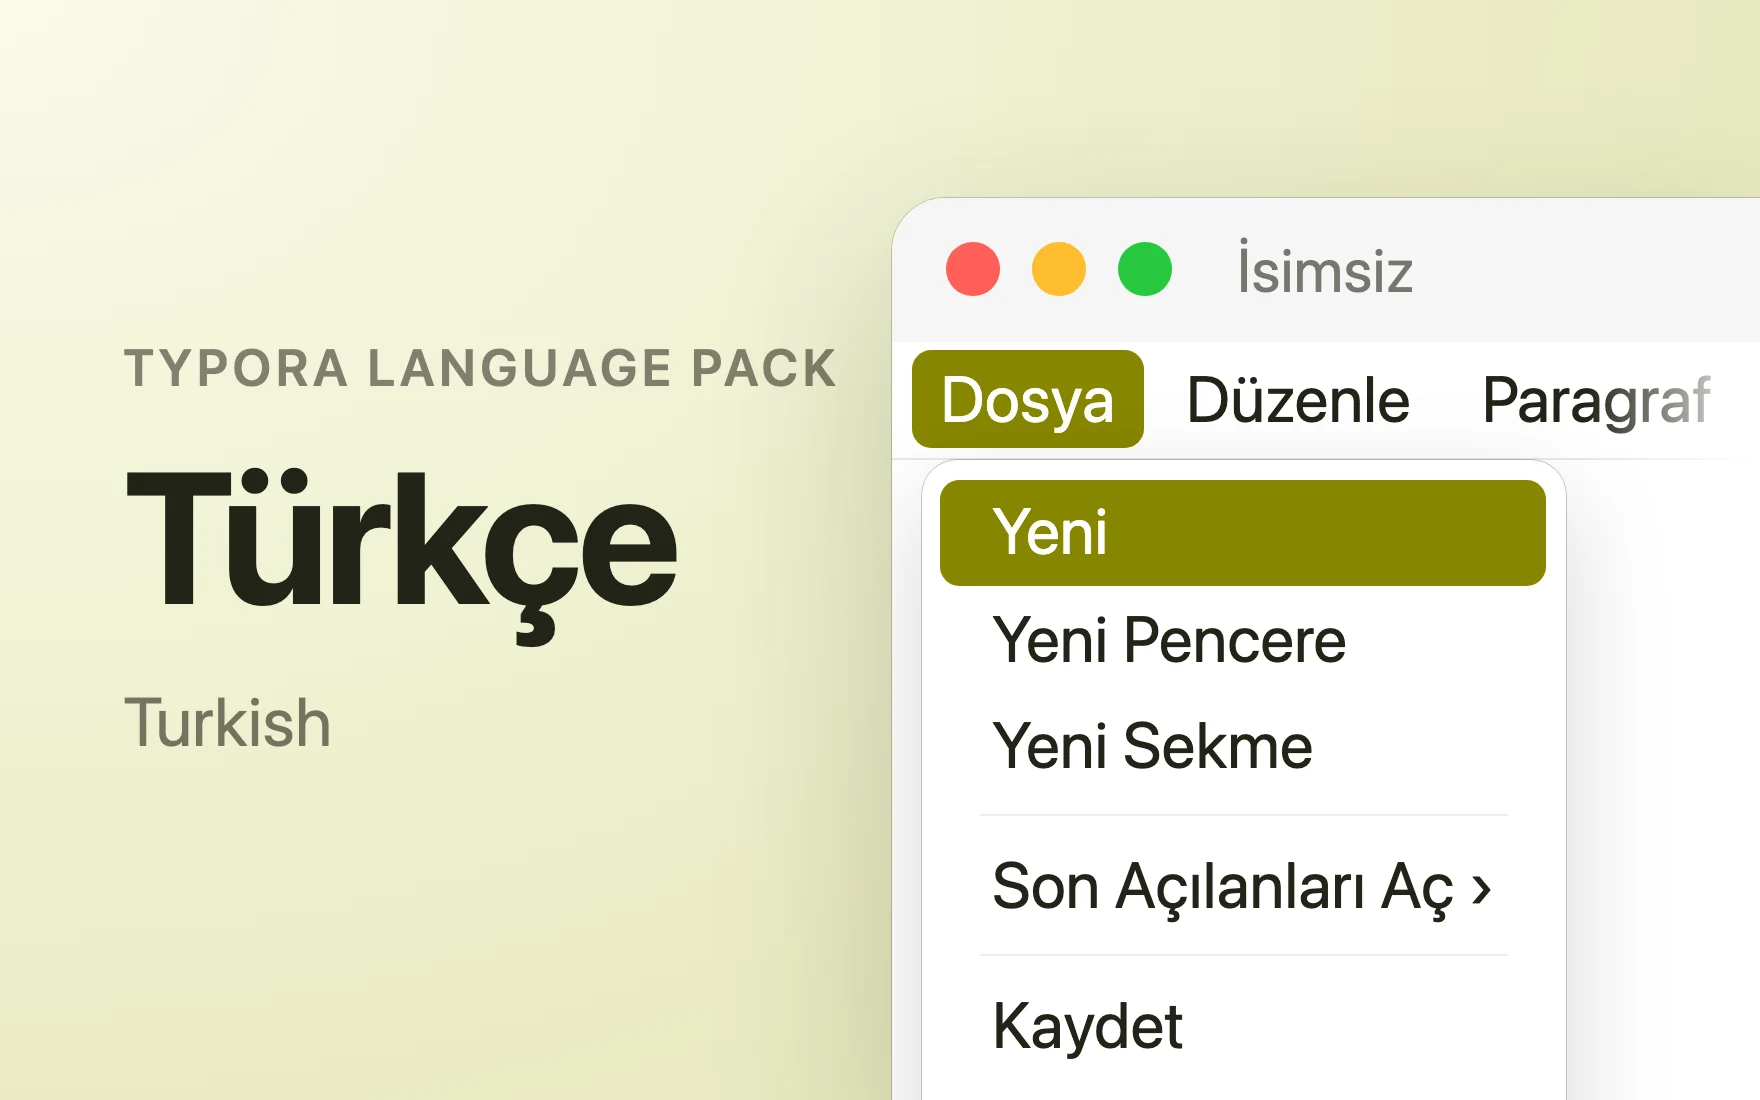 TYPORA LANGUAGE PACK
Türkçe
Turkish
İsimsiz
Dosya Düzenle Paragraf
Yeni
Yeni Pencere
Yeni Sekme
Son Açılanları Aç ›
Kaydet